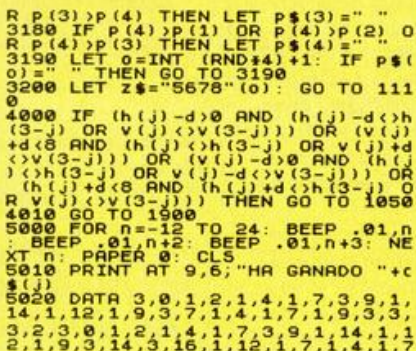 R p(3)>p(4) THEN LET p$(3)=" "
3180 IF p(4)>p(1) OR p(4)>p(2) O
R p(4)>p(3) THEN LET p$(4)=" "
3190 LET o=INT (RND*4)+1: IF p$(
o)=" " THEN GO TO 3190
3200 LET z$="5678"(o): GO TO 111
0
4000 IF (h(j)-d>0 AND (h(j)-d<>h
(3-j) OR v(j)<>v(3-j))) OR (v(j)
+d<8 AND (h(j)<>h(3-j) OR v(j)+d
<>v(3-j))) OR (v(j)-d>0 AND (h(j
)<>h(3-j) OR v(j)-d<>v(3-j))) OR
(h(j)+d<8 AND (h(j)+d<>h(3-j) O
R v(j)<>v(3-j))) THEN GO TO 1050
4010 GO TO 1900
5000 FOR n=-12 TO 24: BEEP .01,n
: BEEP .01,n+2: BEEP .01,n+3: NE
XT n: PAPER 0: CLS
5010 PRINT AT 9,6;"HA GANADO "+c
$(j)
5020 DATA 3,0,1,2,1,4,1,7,3,9,1,
14,1,12,1,9,3,7,1,4,1,7,1,9,3,3,
3,2,3,0,1,2,1,4,1,7,3,9,1,14,1,1
2,1,9,3,14,3,16,1,12,1,7,1,4,1,7